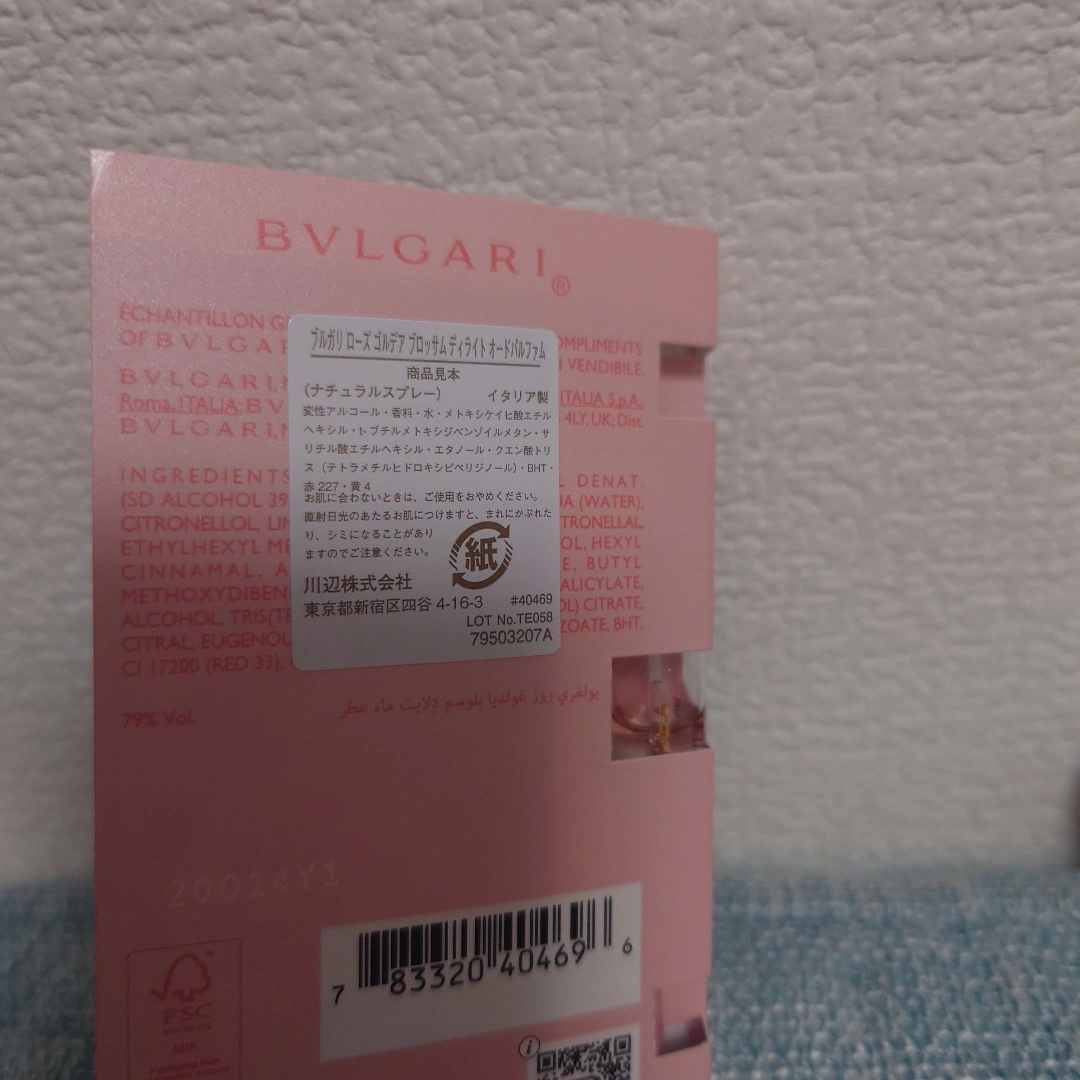 BVLGARI®
ÉCHANTILLON G
OMPLIMENTS
OF BVLGA
VENDIBILE.
BVLGARI
Roma, ITALIA; BV
ITALIA S.p.A.,
BVLGARI
4LY, UK; Dist.
ブルガリ ローズ ゴルデア ブロッサム ディライト オードパルファム
商品見本
(ナチュラルスプレー) イタリア製
変性アルコール・香料・水・メトキシケイヒ酸エチル
ヘキシル・t-ブチルメトキシジベンゾイルメタン・サ
リチル酸エチルヘキシル・エタノール・クエン酸トリ
ス(テトラメチルヒドロキシピペリジノール)・BHT・
赤227・黄4
お肌に合わないときは、ご使用をおやめください。
直射日光のあたるお肌につけますと、まれにかぶれた
り、シミになることがあり
ますのでご注意ください。
紙
川辺株式会社
東京都新宿区四谷 4-16-3 #40469
LOT No.TE058
79503207A
INGREDIENTS
DENAT.
(SD ALCOHOL 39
(WATER),
CITRONELLOL, LIN
TRONELLAL,
ETHYLHEXYL ME
OL, HEXYL
CINNAMAL, A
E, BUTYL
METHOXYDIBEN
ALICYLATE,
ALCOHOL, TRIS(TE
OL) CITRATE,
CITRAL, EUGENOL
ZOATE, BHT,
CI 17200 (RED 33),
بولغري روز غولديا بلوسم دلايت ماء عطر
79% Vol.
20014Y1
7 83320 40469 6
FSC
MIX
i